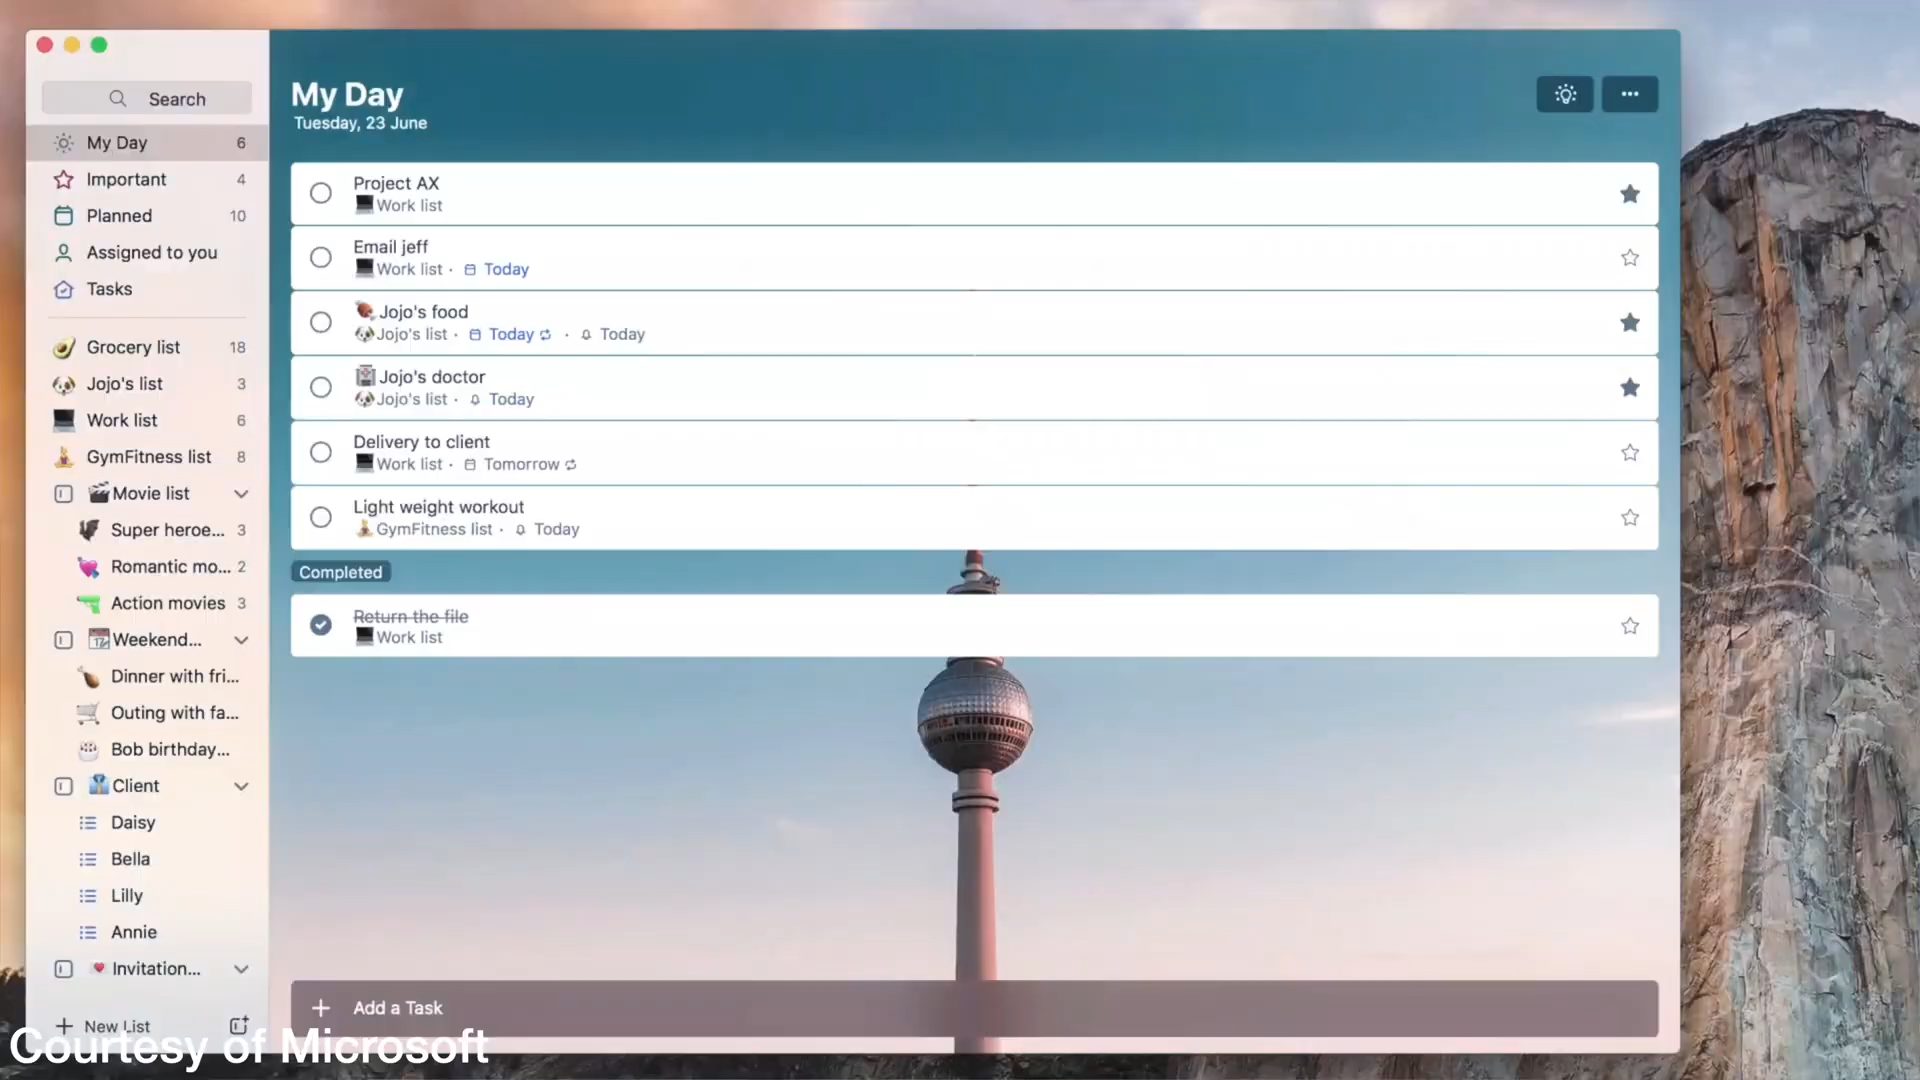 Search
My Day 6
Important 4
Planned 10
Assigned to you
Tasks
Grocery list 18
Jojo's list 3
Work list 6
GymFitness list 8
Movie list
Super heroe... 3
Romantic mo... 2
Action movies 3
Weekend...
Dinner with fri...
Outing with fa...
Bob birthday...
Client
Daisy
Bella
Lilly
Annie
Invitation...
New List
My Day
Tuesday, 23 June
Project AX
Work list
Email jeff
Work list · Today
Jojo's food
Jojo's list · Today · Today
Jojo's doctor
Jojo's list · Today
Delivery to client
Work list · Tomorrow
Light weight workout
GymFitness list · Today
Completed
Return the file
Work list
Add a Task
Courtesy of Microsoft